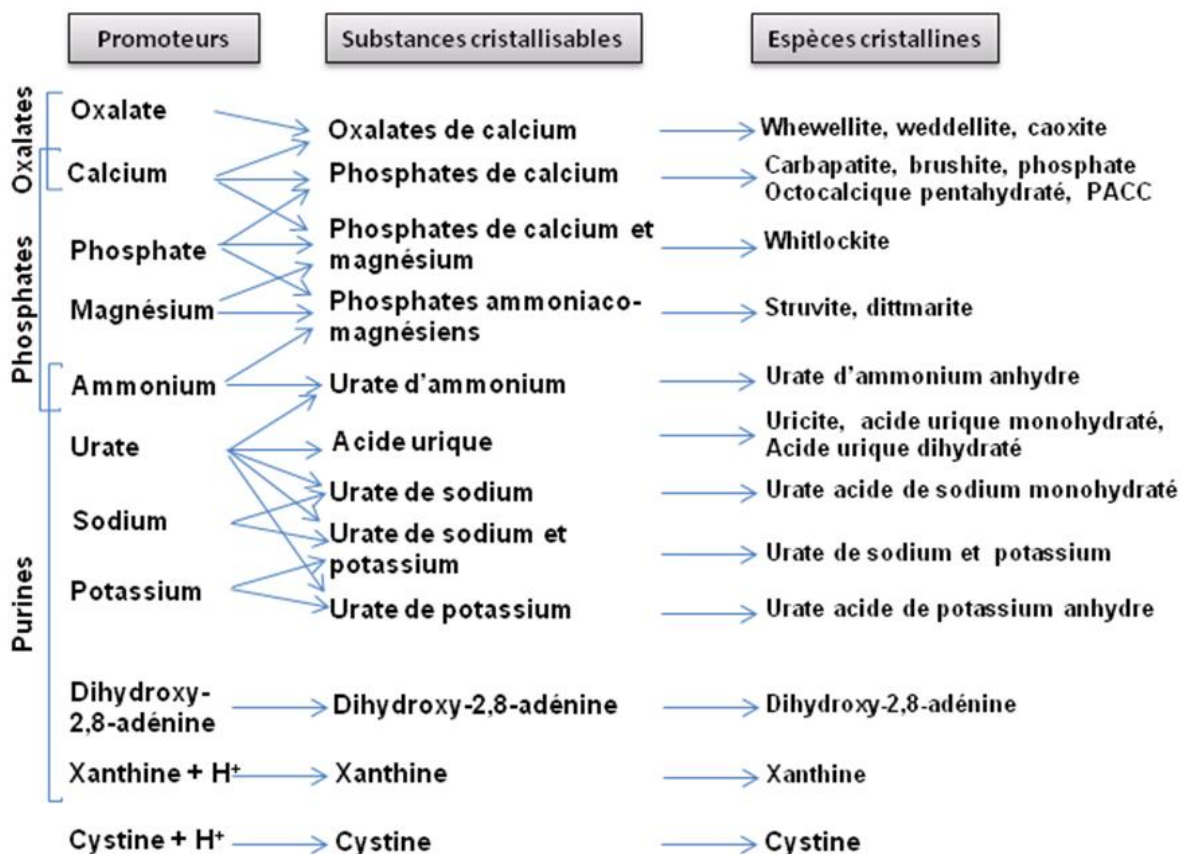 Promoteurs
Substances cristallisables
Espèces cristallines
Oxalates
Phosphates
Purines
Oxalate
Calcium
Phosphate
Magnésium
Ammonium
Urate
Sodium
Potassium
Dihydroxy-
2,8-adénine
Xanthine + H⁺
Cystine + H⁺
Oxalates de calcium
Phosphates de calcium
Phosphates de calcium et
magnésium
Phosphates ammoniaco-
magnésiens
Urate d'ammonium
Acide urique
Urate de sodium
Urate de sodium et
potassium
Urate de potassium
Dihydroxy-2,8-adénine
Xanthine
Cystine
Whewellite, weddellite, caoxite
Carbapatite, brushite, phosphate
Octocalcique pentahydraté, PACC
Whitlockite
Struvite, dittmarite
Urate d'ammonium anhydre
Uricite, acide urique monohydraté,
Acide urique dihydraté
Urate acide de sodium monohydraté
Urate de sodium et potassium
Urate acide de potassium anhydre
Dihydroxy-2,8-adénine
Xanthine
Cystine